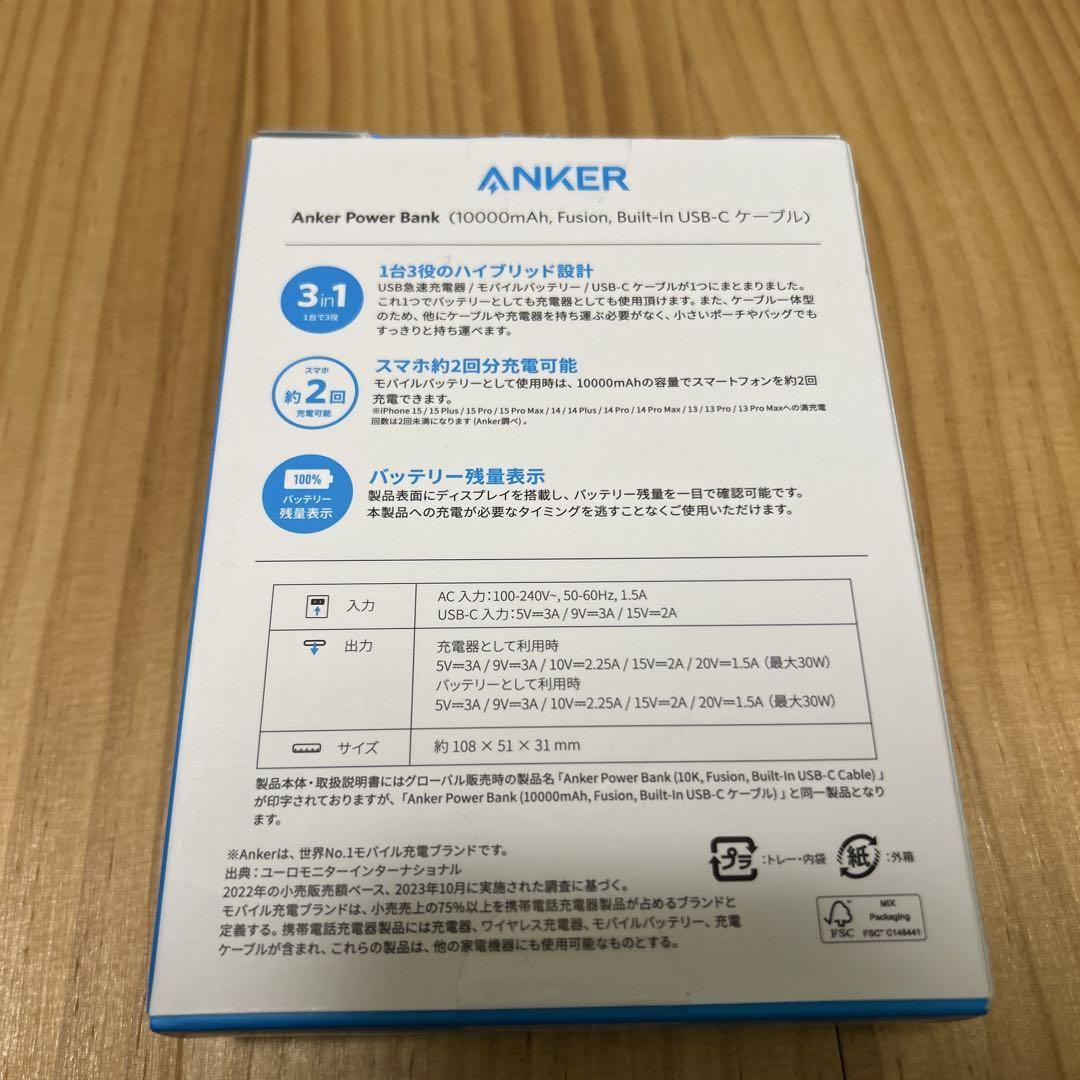 ANKER
Anker Power Bank (10000mAh, Fusion, Built-In USB-C ケーブル)
3in1
1台で3役
1台3役のハイブリッド設計
USB急速充電器 / モバイルバッテリー / USB-C ケーブルが1つにまとまりました。
これ1つでバッテリーとしても充電器としても使用頂けます。また、ケーブル一体型
のため、他にケーブルや充電器を持ち運ぶ必要がなく、小さいポーチやバッグでも
すっきりと持ち運べます。
スマホ
約2回
充電可能
スマホ約2回分充電可能
モバイルバッテリーとして使用時は、10000mAhの容量でスマートフォンを約2回
充電できます。
※iPhone 15 / 15 Plus / 15 Pro / 15 Pro Max / 14 / 14 Plus / 14 Pro / 14 Pro Max / 13 / 13 Pro / 13 Pro Maxへの満充電
回数は2回未満になります (Anker調べ) 。
100%
バッテリー
残量表示
バッテリー残量表示
製品表面にディスプレイを搭載し、バッテリー残量を一目で確認可能です。
本製品への充電が必要なタイミングを逃すことなくご使用いただけます。
入力
AC 入力：100-240V~, 50-60Hz, 1.5A
USB-C 入力：5V⎓3A / 9V⎓3A / 15V⎓2A
出力
充電器として利用時
5V⎓3A / 9V⎓3A / 10V⎓2.25A / 15V⎓2A / 20V⎓1.5A (最大30W)
バッテリーとして利用時
5V⎓3A / 9V⎓3A / 10V⎓2.25A / 15V⎓2A / 20V⎓1.5A (最大30W)
サイズ
約 108 × 51 × 31 mm
製品本体・取扱説明書にはグローバル販売時の製品名「Anker Power Bank (10K, Fusion, Built-In USB-C Cable) 」
が印字されておりますが、「Anker Power Bank (10000mAh, Fusion, Built-In USB-C ケーブル) 」と同一製品となり
ます。
※Ankerは、世界No.1モバイル充電ブランドです。
出典：ユーロモニターインターナショナル
2022年の小売販売額ベース、2023年10月に実施された調査に基づく。
モバイル充電ブランドは、小売売上の75%以上を携帯電話充電器製品が占めるブランドと
定義する。携帯電話充電器製品には充電器、ワイヤレス充電器、モバイルバッテリー、充電
ケーブルが含まれ、これらの製品は、他の家電機器にも使用可能なものとする。
プラ
：トレー・内袋
紙
：外箱
FSC
MIX
Packaging
FSC™ C148441